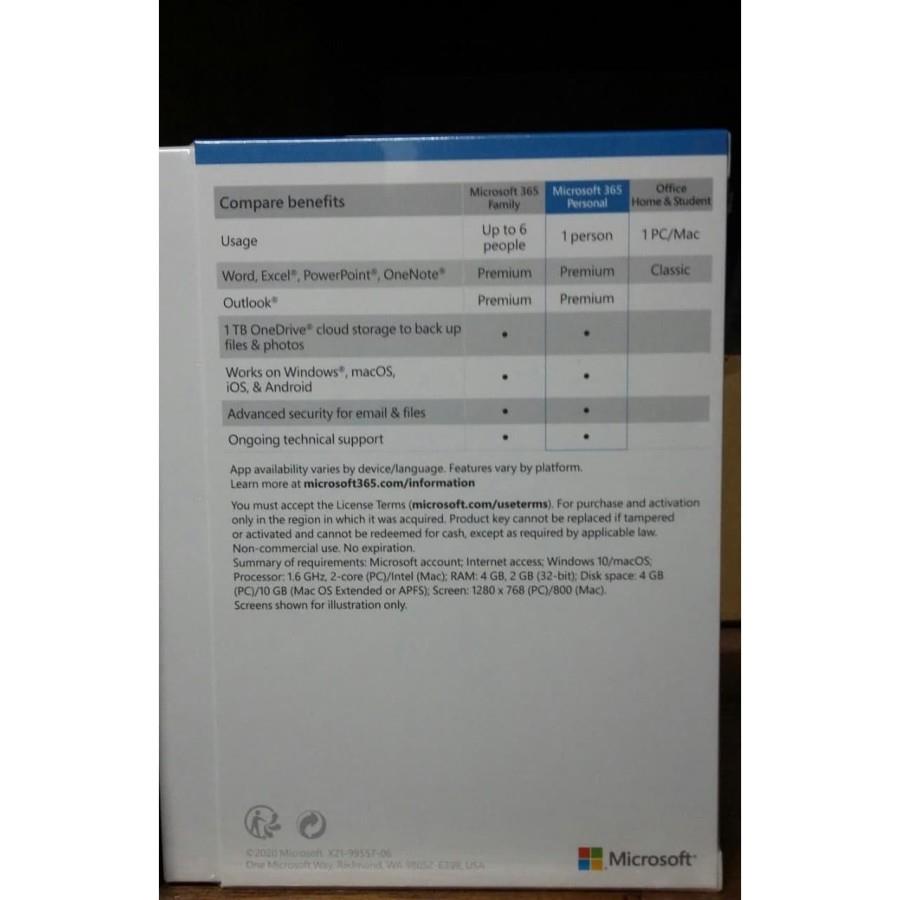 Compare benefits Microsoft 365 Family Microsoft 365 Personal Office Home & Student
Usage Up to 6 people 1 person 1 PC/Mac
Word, Excel®, PowerPoint®, OneNote® Premium Premium Classic
Outlook® Premium Premium
1 TB OneDrive® cloud storage to back up • •
files & photos
Works on Windows®, macOS, • •
iOS, & Android
Advanced security for email & files • •
Ongoing technical support • •
App availability varies by device/language. Features vary by platform.
Learn more at microsoft365.com/information
You must accept the License Terms (microsoft.com/useterms). For purchase and activation
only in the region in which it was acquired. Product key cannot be replaced if tampered
or activated and cannot be redeemed for cash, except as required by applicable law.
Non-commercial use. No expiration.
Summary of requirements: Microsoft account; Internet access; Windows 10/macOS;
Processor: 1.6 GHz, 2-core (PC)/Intel (Mac); RAM: 4 GB, 2 GB (32-bit); Disk space: 4 GB
(PC)/10 GB (Mac OS Extended or APFS); Screen: 1280 x 768 (PC)/800 (Mac).
Screens shown for illustration only.
©2020 Microsoft X21-99557-06
One Microsoft Way, Redmond, WA 98052-6399, USA
Microsoft